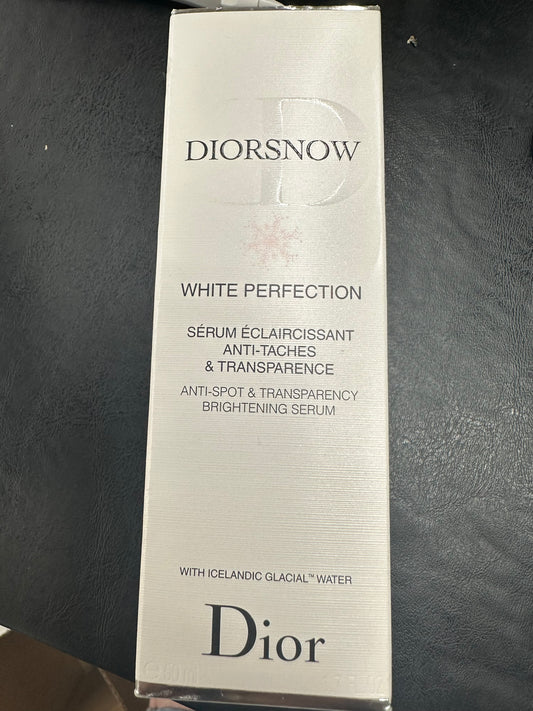 DIORSNOW
WHITE PERFECTION
SÉRUM ÉCLAIRCISSANT
ANTI-TACHES
& TRANSPARENCE
ANTI-SPOT & TRANSPARENCY
BRIGHTENING SERUM
WITH ICELANDIC GLACIAL™ WATER
Dior